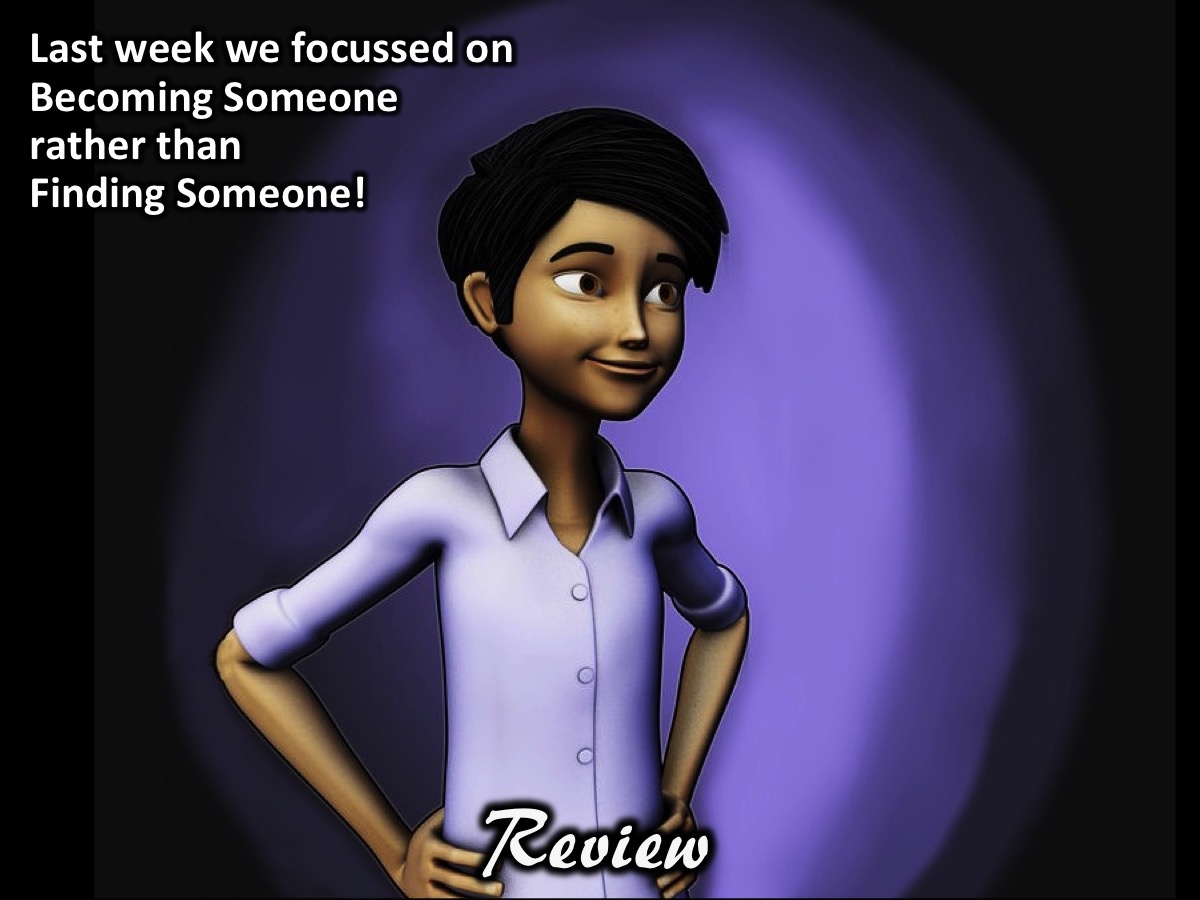 Last week we focussed on
Becoming Someone
rather than
Finding Someone!
Review